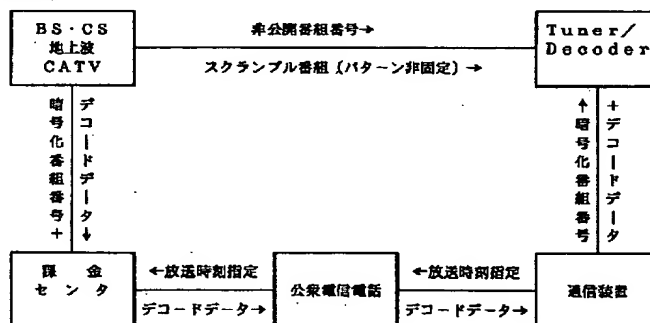 BS・CS
地上波
CATV
非公開番組番号→
スクランブル番組（パターン非固定）→
Tuner／
Decoder
暗号化番組番号＋
デコードデータ↓
↑暗号化番組番号
＋デコードデータ
課金
センタ
←放送時刻指定
デコードデータ→
公衆電信電話
←放送時刻指定
デコードデータ→
通信装置